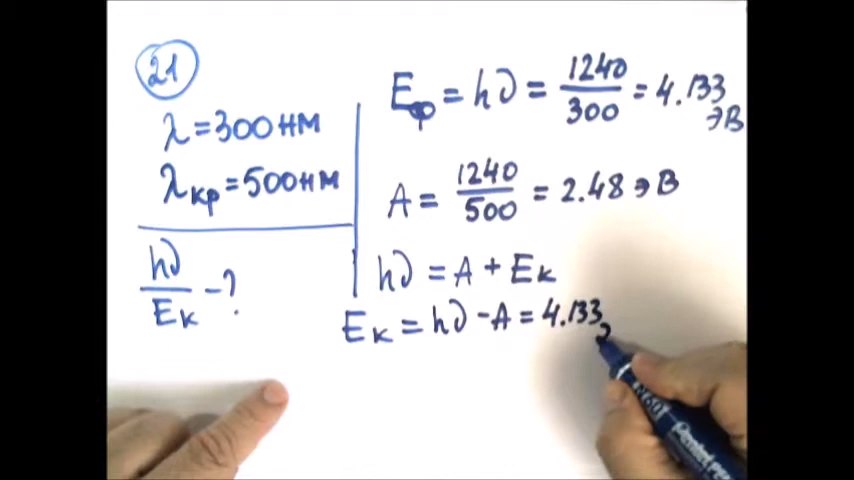 21
λ = 300 нм
λкр = 500 нм
hν / Eк - ?
Eф = hν = 1240 / 300 = 4.133 эВ
A = 1240 / 500 = 2.48 эВ
hν = A + Eк
Eк = hν - A = 4.133